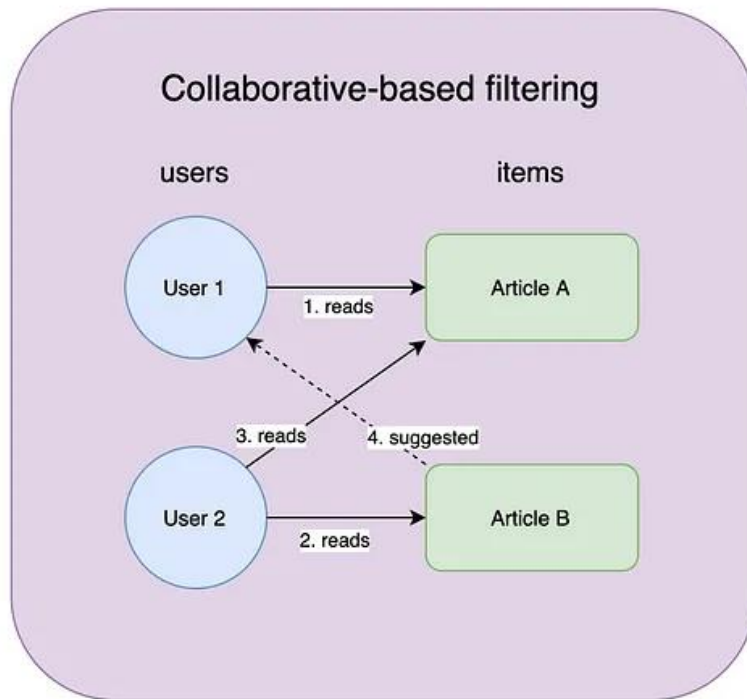 Collaborative-based filtering
users
items
User 1
1. reads
Article A
3. reads
4. suggested
User 2
2. reads
Article B